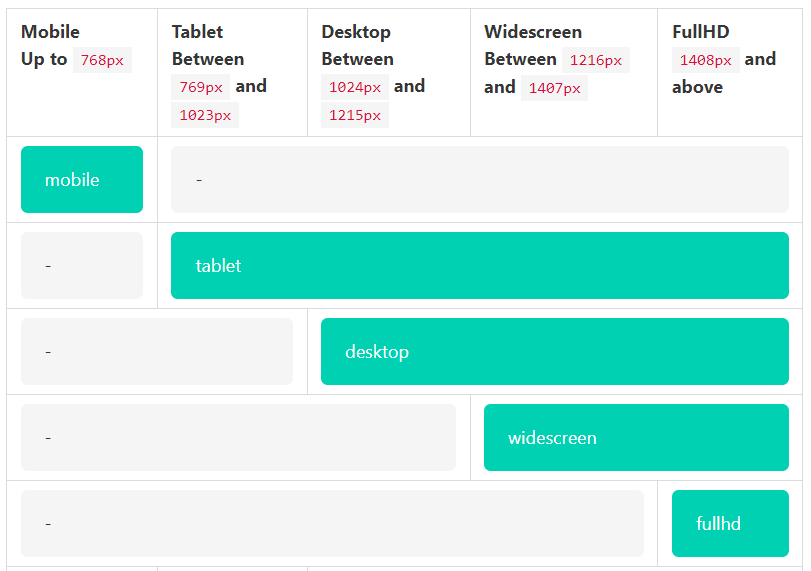 Mobile
Up to 768px
Tablet
Between
769px and
1023px
Desktop
Between
1024px and
1215px
Widescreen
Between 1216px
and 1407px
FullHD
1408px and
above
mobile
-
-
tablet
-
desktop
-
widescreen
-
fullhd